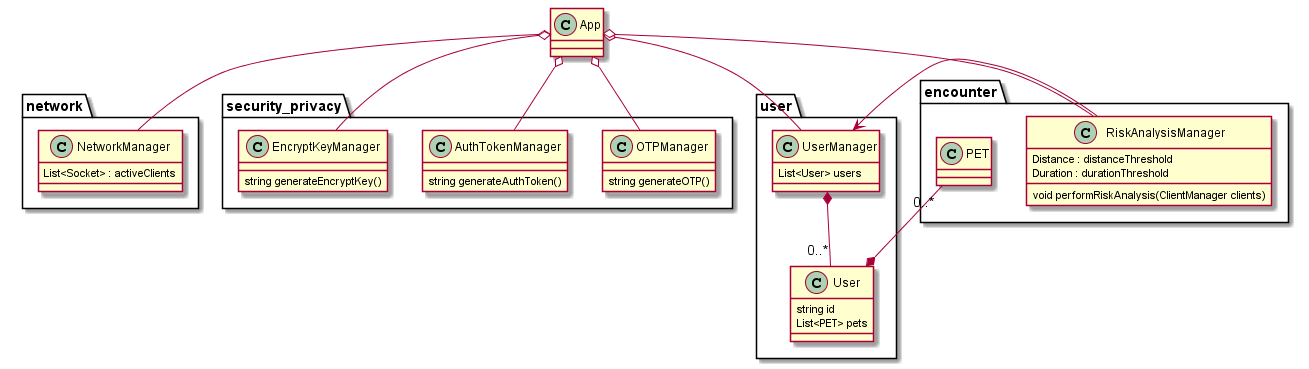 C App
network
C NetworkManager
List<Socket> : activeClients
security_privacy
C EncryptKeyManager
string generateEncryptKey()
C AuthTokenManager
string generateAuthToken()
C OTPManager
string generateOTP()
user
C UserManager
List<User> users
encounter
C PET
C RiskAnalysisManager
Distance : distanceThreshold
Duration : durationThreshold
void performRiskAnalysis(ClientManager clients)
0..*
0..*
C User
string id
List<PET> pets